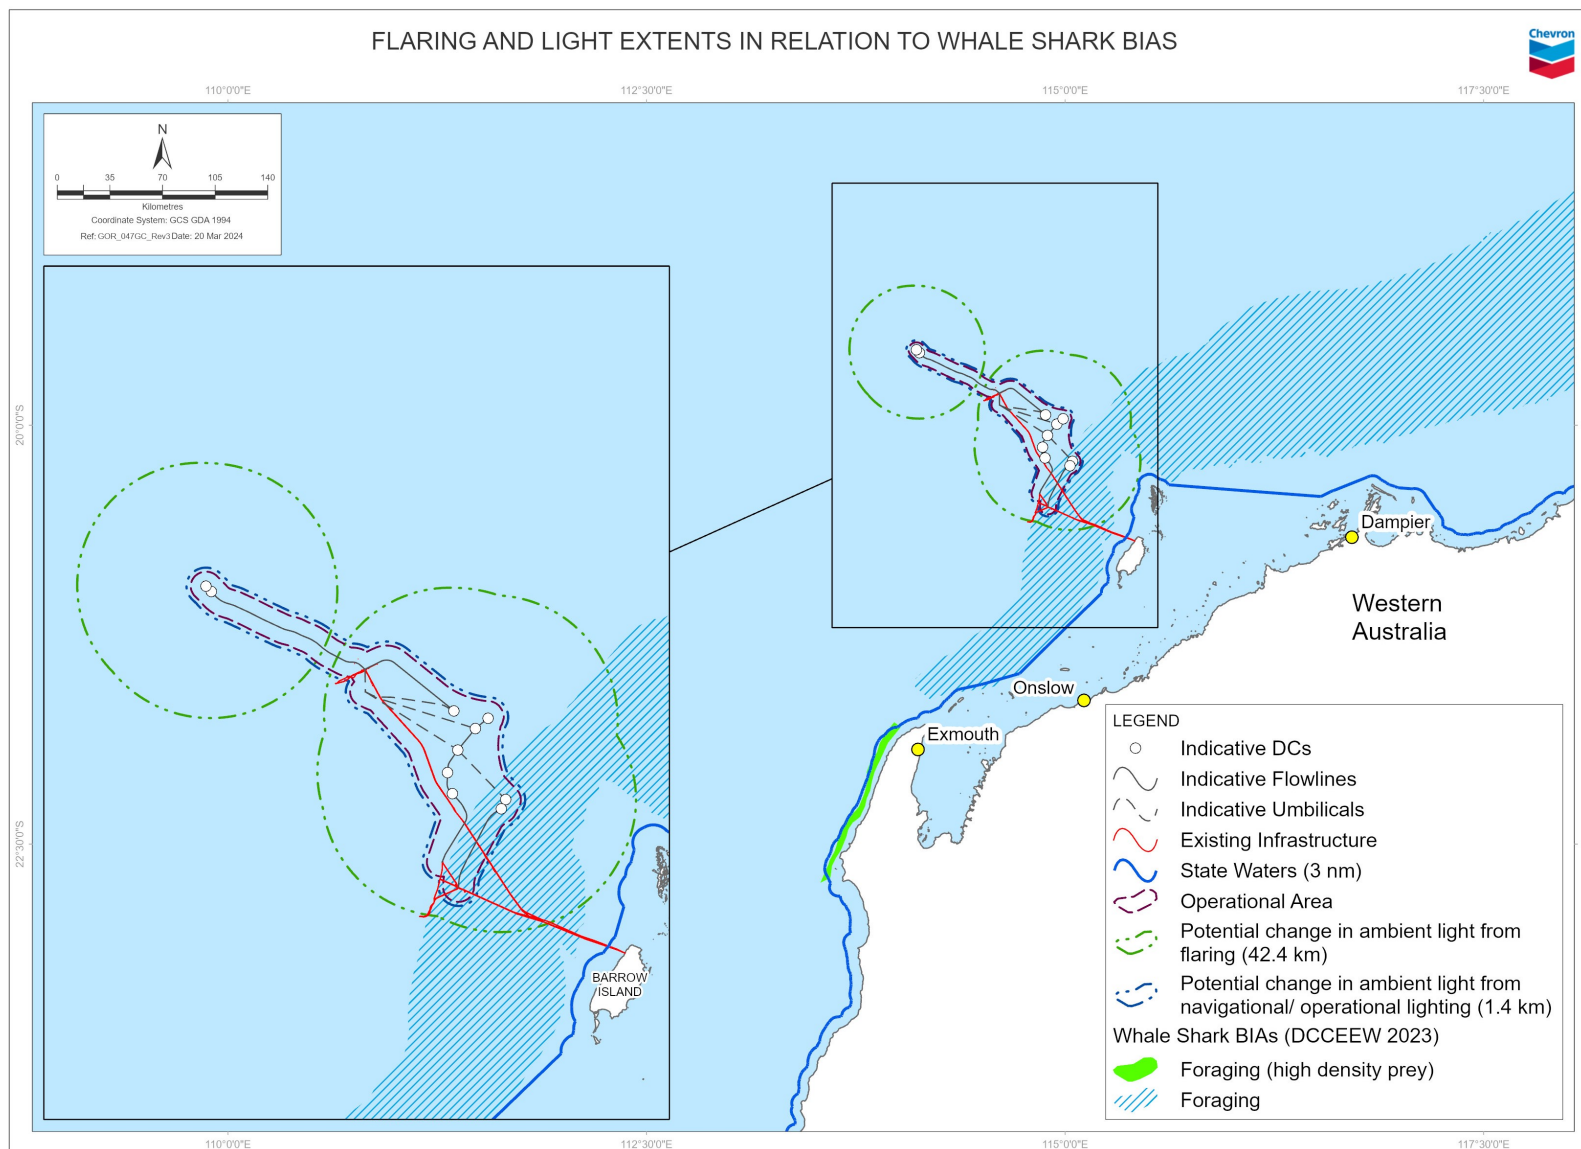 FLARING AND LIGHT EXTENTS IN RELATION TO WHALE SHARK BIAS
Chevron
110°0'0"E
112°30'0"E
115°0'0"E
117°30'0"E
N
0 35 70 105 140
Kilometres
Coordinate System: GCS GDA 1994
Ref: GOR_047GC_Rev3 Date: 20 Mar 2024
20°0'0"S
22°30'0"S
Dampier
Western
Australia
Onslow
Exmouth
BARROW
ISLAND
LEGEND
Indicative DCs
Indicative Flowlines
Indicative Umbilicals
Existing Infrastructure
State Waters (3 nm)
Operational Area
Potential change in ambient light from
flaring (42.4 km)
Potential change in ambient light from
navigational/ operational lighting (1.4 km)
Whale Shark BIAs (DCCEEW 2023)
Foraging (high density prey)
Foraging
110°0'0"E
112°30'0"E
115°0'0"E
117°30'0"E